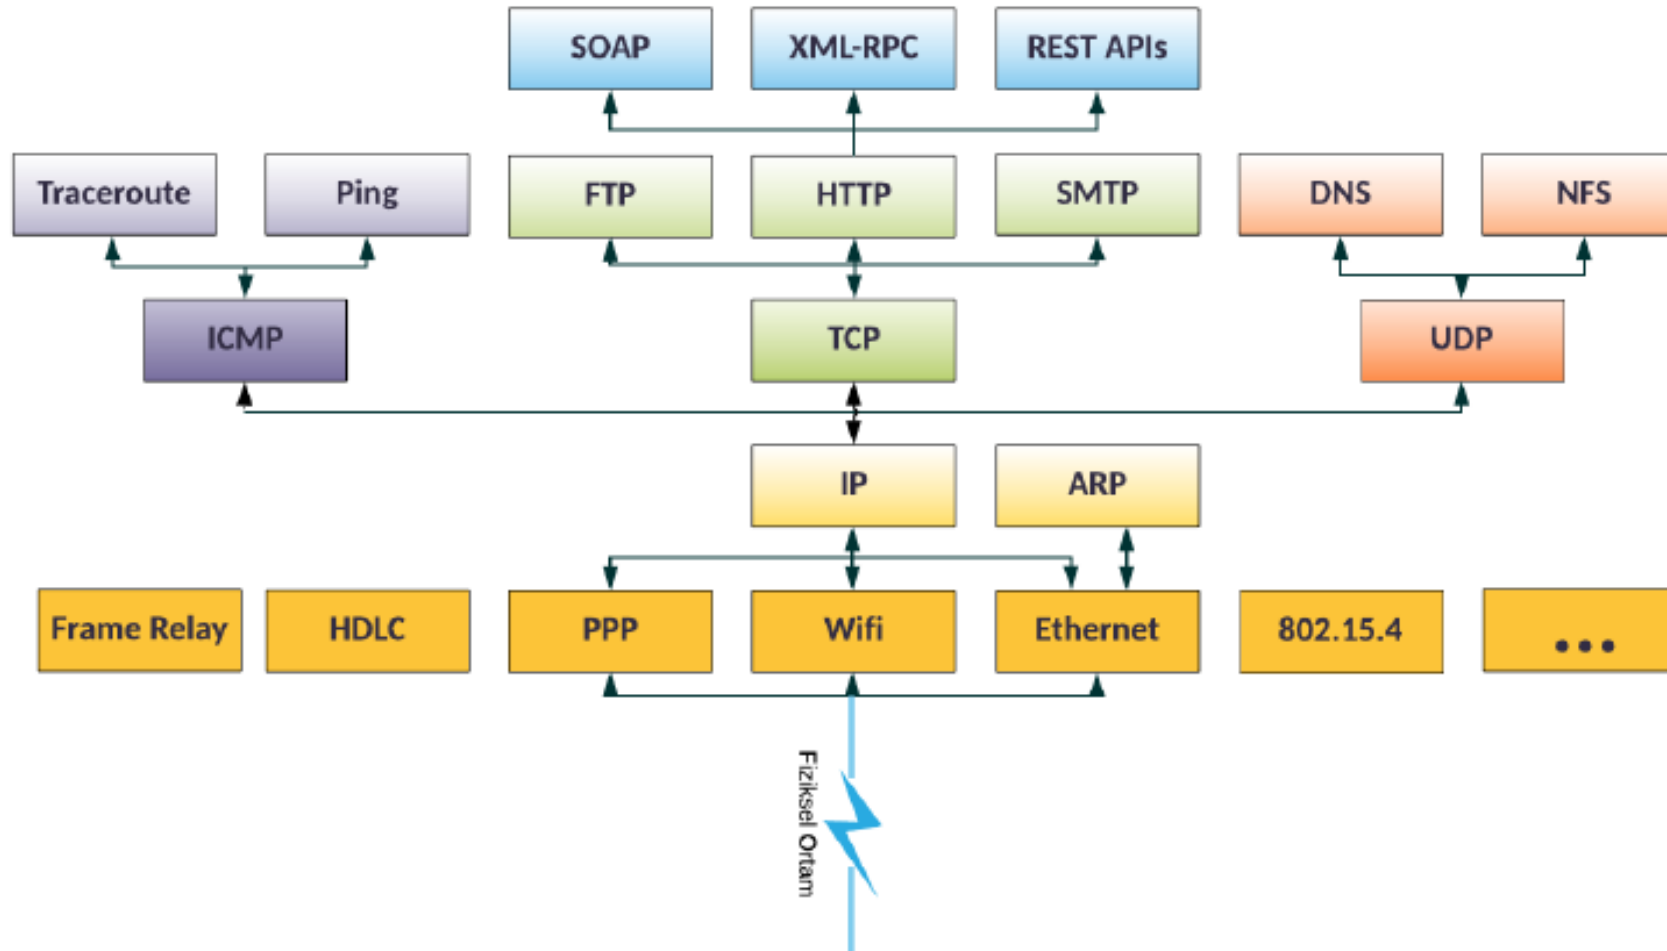 SOAP
XML-RPC
REST APIs
Traceroute
Ping
FTP
HTTP
SMTP
DNS
NFS
ICMP
TCP
UDP
IP
ARP
Frame Relay
HDLC
PPP
Wifi
Ethernet
802.15.4
...
Fiziksel Ortam